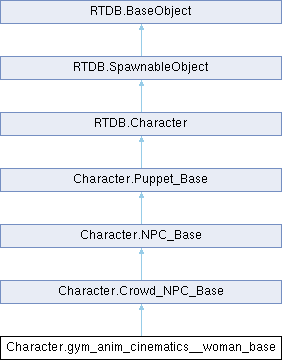 RTDB.BaseObject
RTDB.SpawnableObject
RTDB.Character
Character.Puppet_Base
Character.NPC_Base
Character.Crowd_NPC_Base
Character.gym_anim_cinematics__woman_base